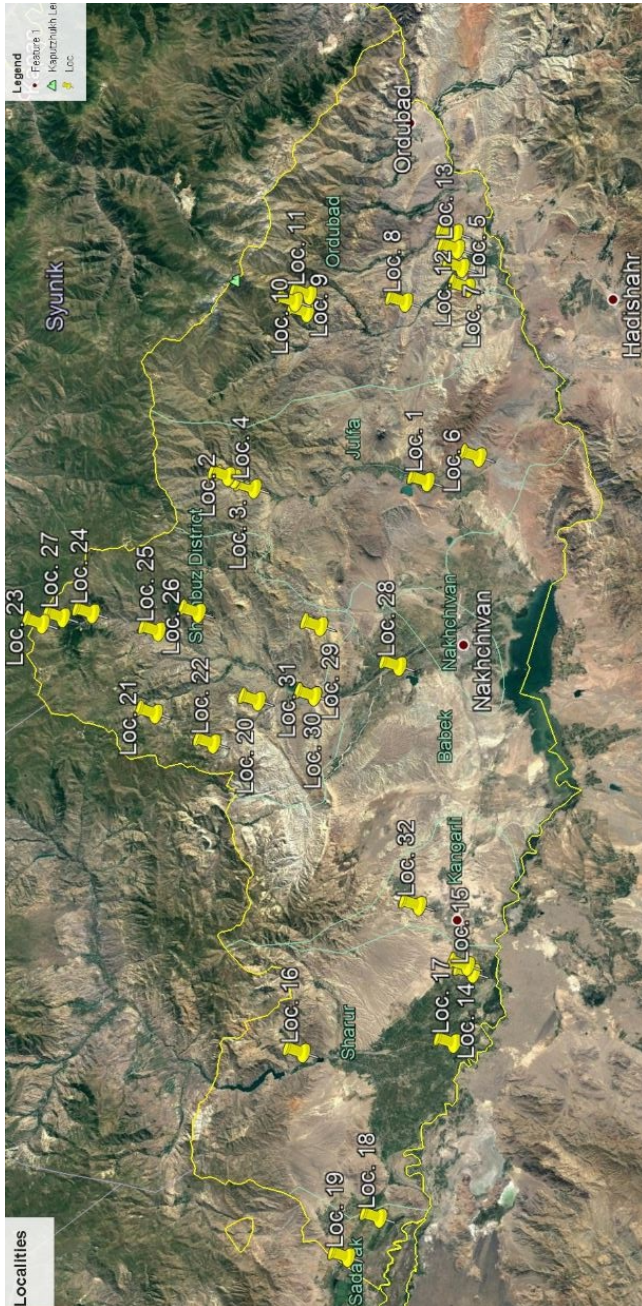 Localities
Legend
Feature 1
Kaputzhukh
Loc.
Syunik
Loc. 23
Loc. 27
Loc. 24
Loc. 21
Loc. 25
Loc. 26
Loc. 22
Shahbuz District
Loc. 2
Loc. 3
Loc. 4
Loc. 20
Loc. 31
Loc. 30
Loc. 29
Loc. 10
Loc. 11
Loc. 9
Ordubad
Loc. 16
Sharur
Julfa
Loc. 19
Sadarak
Loc. 18
Loc. 28
Loc. 8
Ordubad
Loc. 32
Loc. 1
Loc. 17
Loc. 15
Kangarli
Babek
Nakhchivan
Nakhchivan
Loc. 14
Loc. 6
Loc. 12
Loc. 13
Loc. 7
Loc. 5
Hadishahr